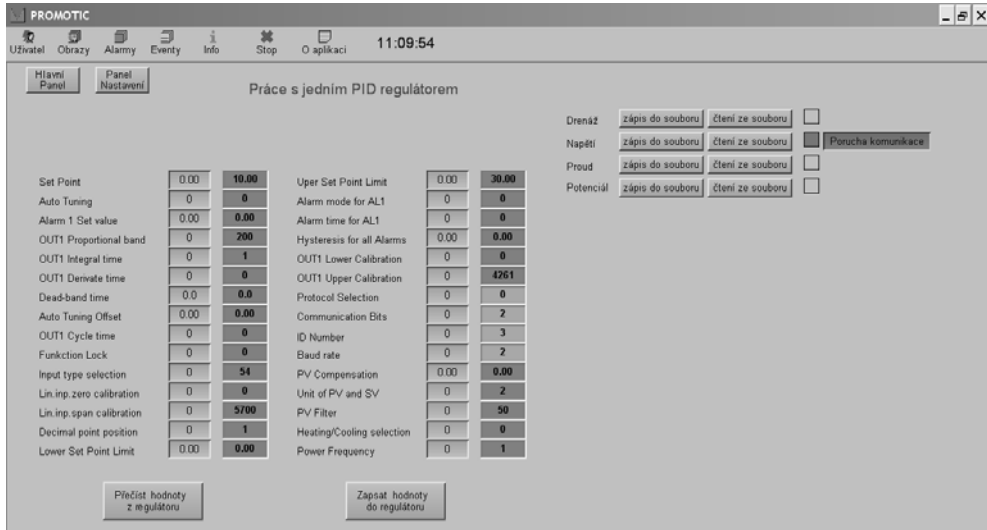 PROMOTIC
Uživatel Obrazy Alarmy Eventy Info Stop O aplikaci 11:09:54
Hlavní Panel
Panel Nastavení
Práce s jedním PID regulátorem
Drenáž zápis do souboru čtení ze souboru
Napětí zápis do souboru čtení ze souboru Porucha komunikace
Proud zápis do souboru čtení ze souboru
Potenciál zápis do souboru čtení ze souboru
Set Point 0.00 10.00
Auto Tuning 0 0
Alarm 1 Set value 0.00 0.00
OUT1 Proportional band 0 200
OUT1 Integral time 0 1
OUT1 Derivate time 0 0
Dead-band time 0.0 0.0
Auto Tuning Offset 0.00 0.00
OUT1 Cycle time 0 0
Funkction Lock 0 0
Input type selection 0 54
Lin.inp.zero calibration 0 0
Lin.inp.span calibration 0 5700
Decimal point position 0 1
Lower Set Point Limit 0.00 0.00
Uper Set Point Limit 0.00 30.00
Alarm mode for AL1 0 0
Alarm time for AL1 0 0
Hysteresis for all Alarms 0.00 0.00
OUT1 Lower Calibration 0 0
OUT1 Upper Calibration 0 4261
Protocol Selection 0 0
Communication Bits 0 2
ID Number 0 3
Baud rate 0 2
PV Compensation 0.00 0.00
Unit of PV and SV 0 2
PV Filter 0 50
Heating/Cooling selection 0 0
Power Frequency 0 1
Přečíst hodnoty
z regulátoru
Zapsat hodnoty
do regulátoru